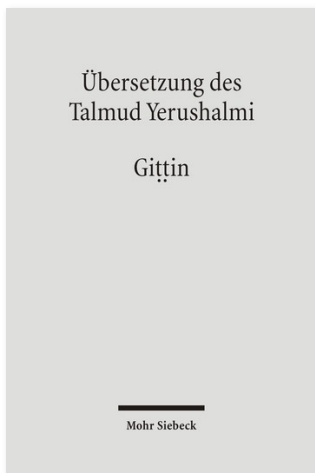 Übersetzung des
Talmud Yerushalmi
Giṭṭin
Mohr Siebeck